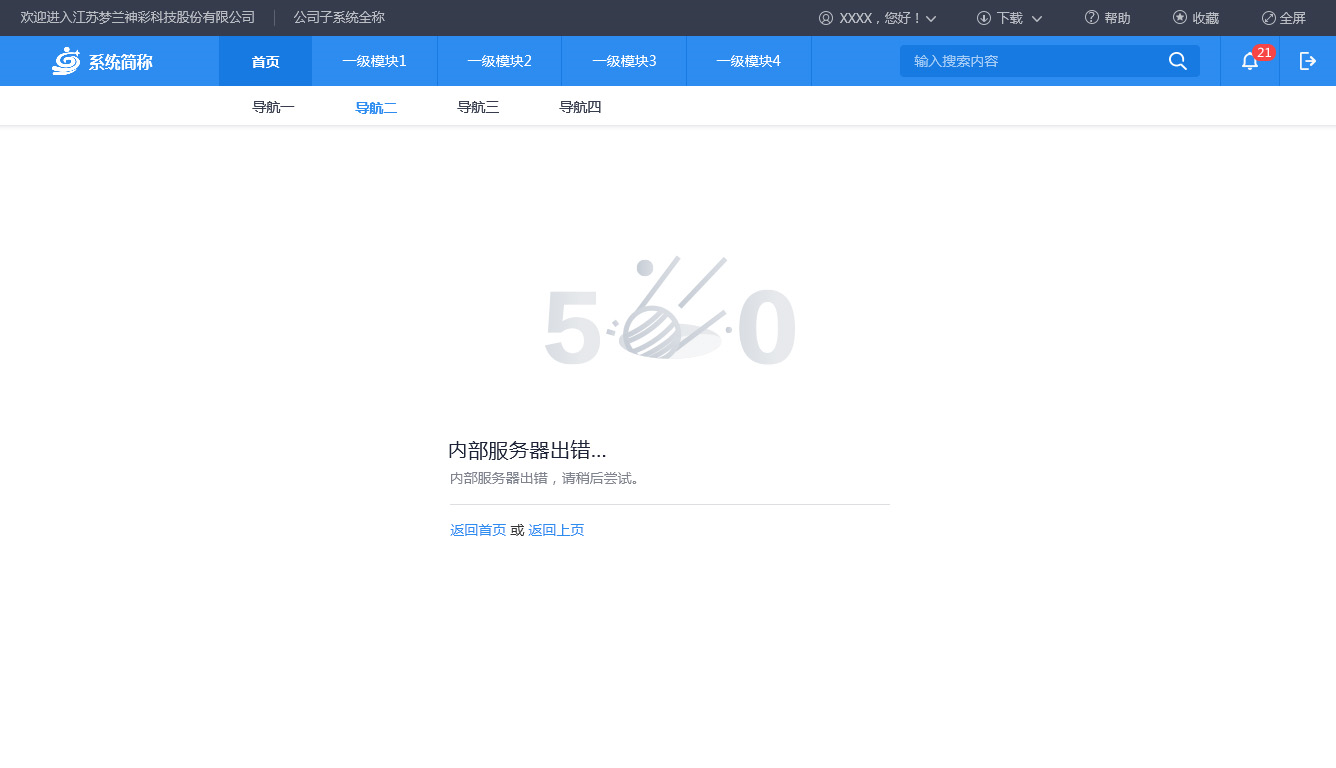 欢迎进入江苏梦兰神彩科技股份有限公司 公司子系统全称 XXXX，您好！ 下载 帮助 收藏 全屏
系统简称 首页 一级模块1 一级模块2 一级模块3 一级模块4 输入搜索内容 21
导航一 导航二 导航三 导航四
5 0
内部服务器出错...
内部服务器出错，请稍后尝试。
返回首页 或 返回上页